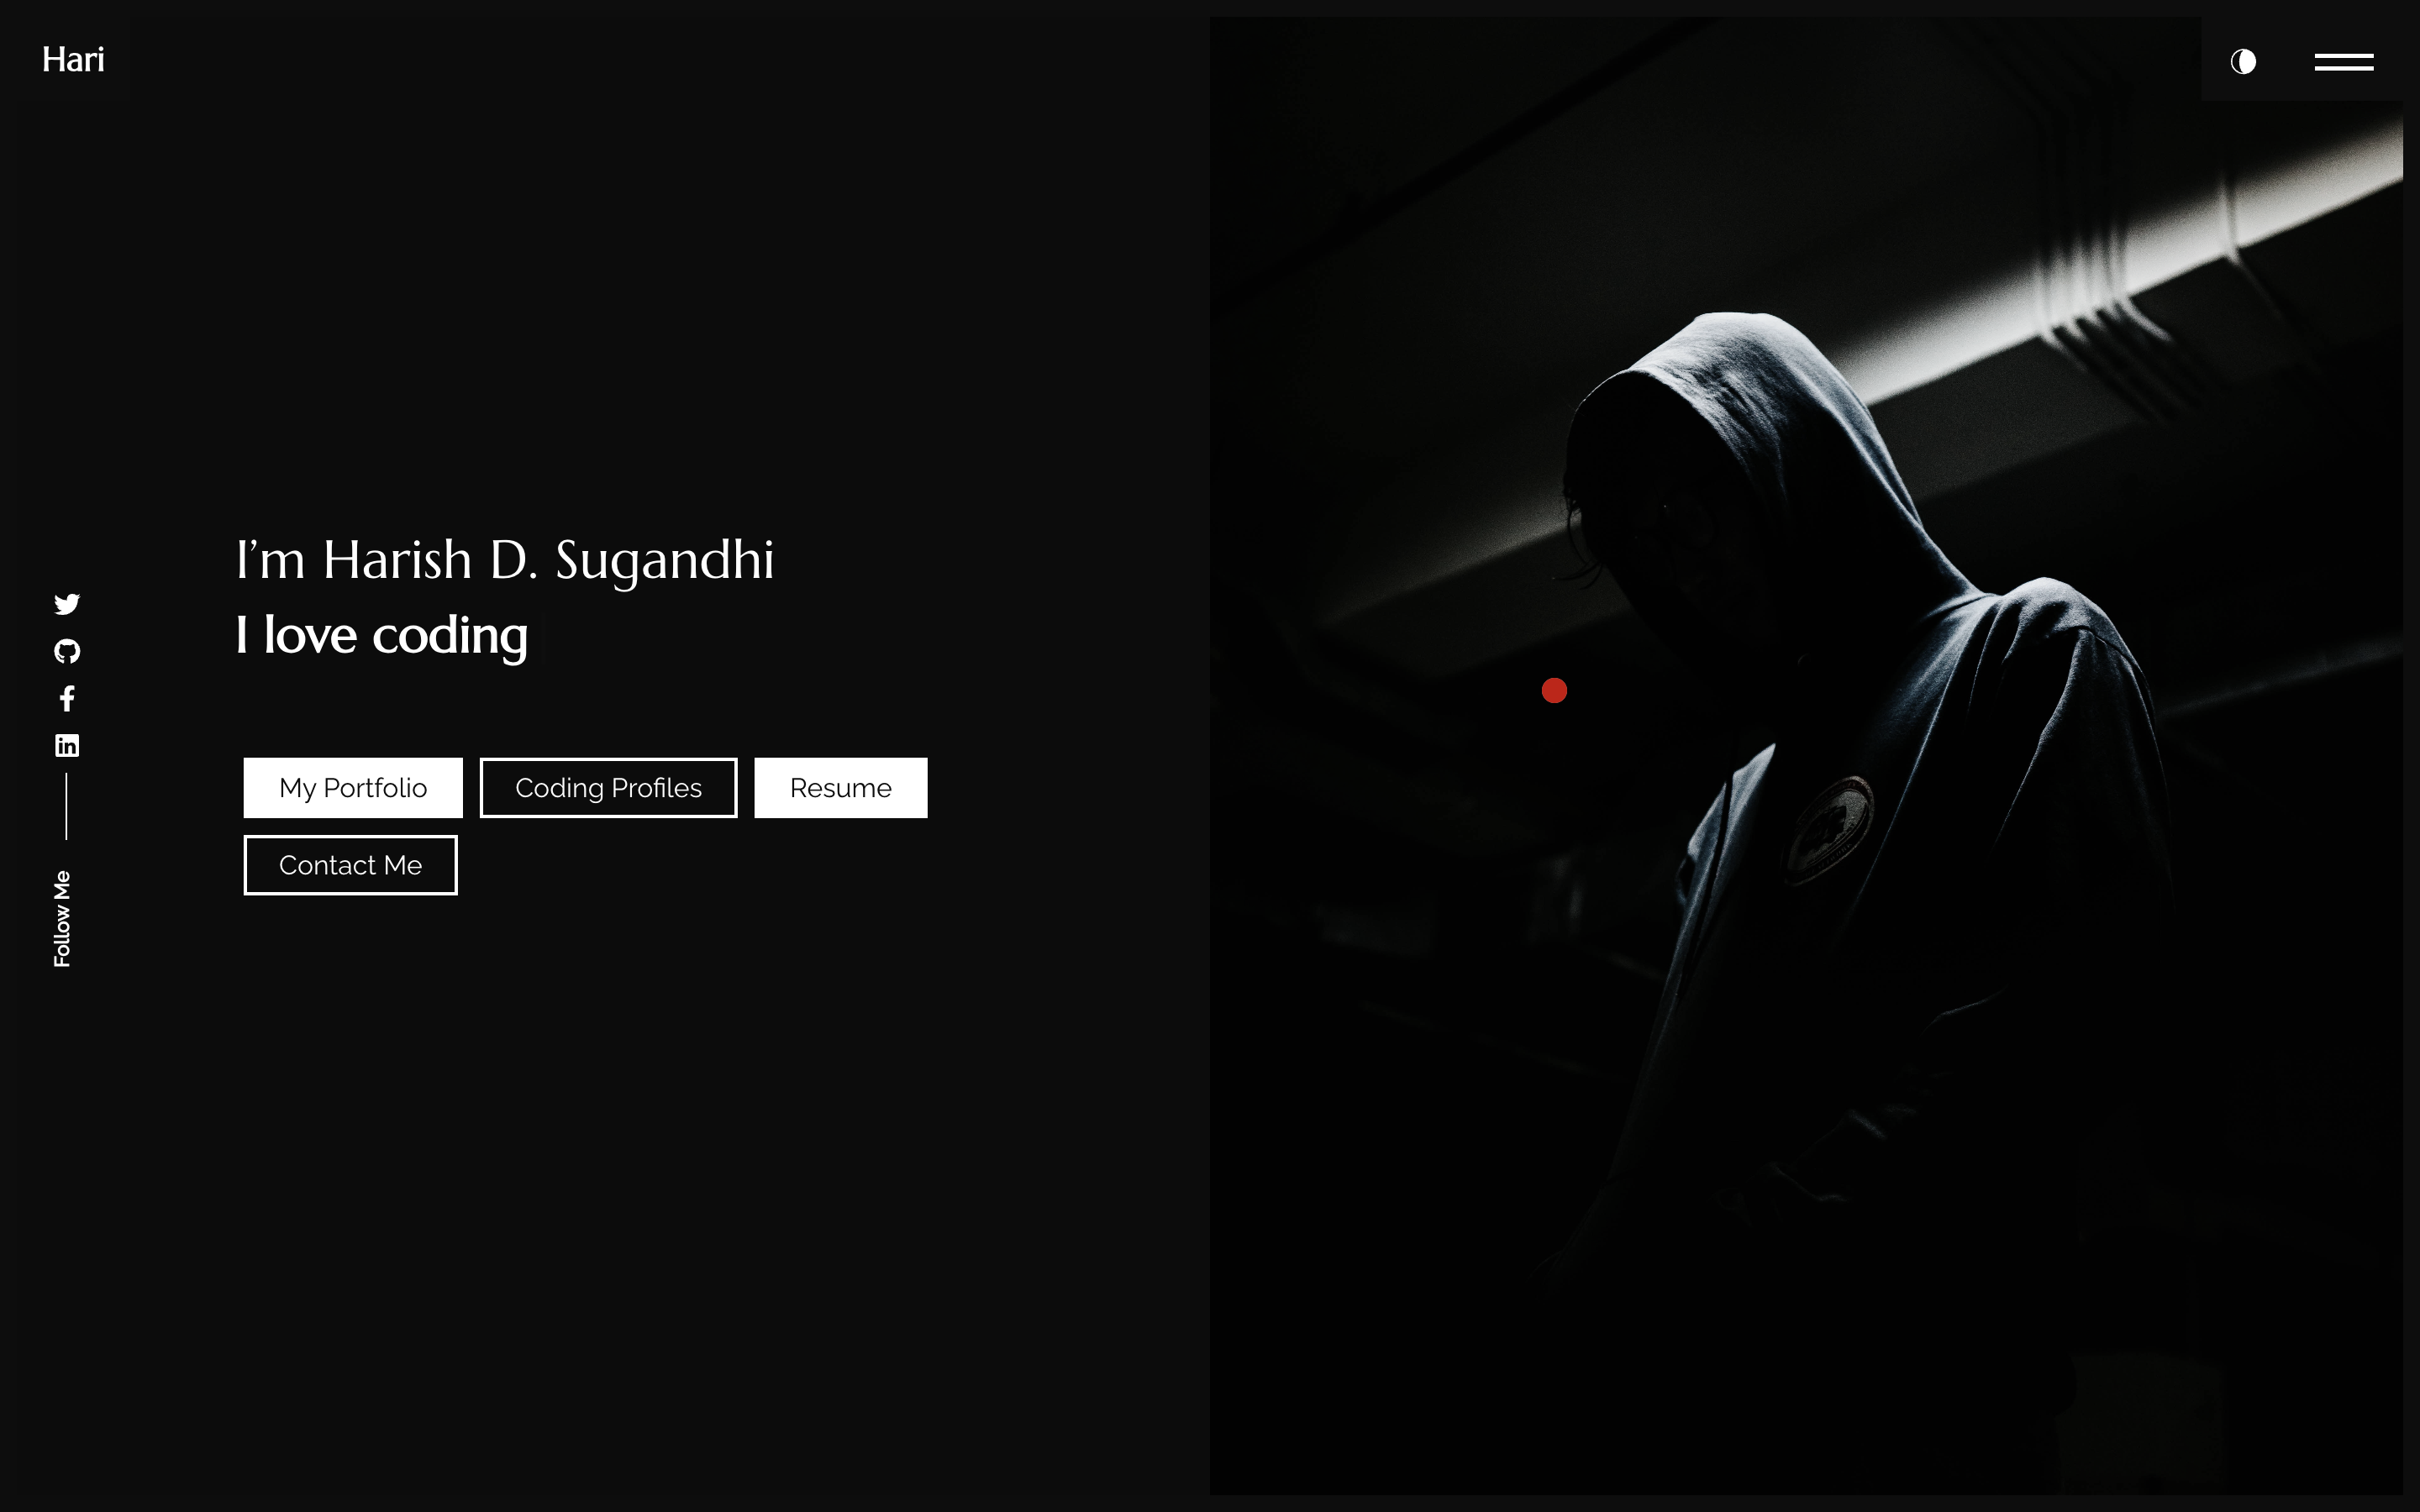 Hari
I’m Harish D. Sugandhi
I love coding
My Portfolio
Coding Profiles
Resume
Contact Me
Follow Me